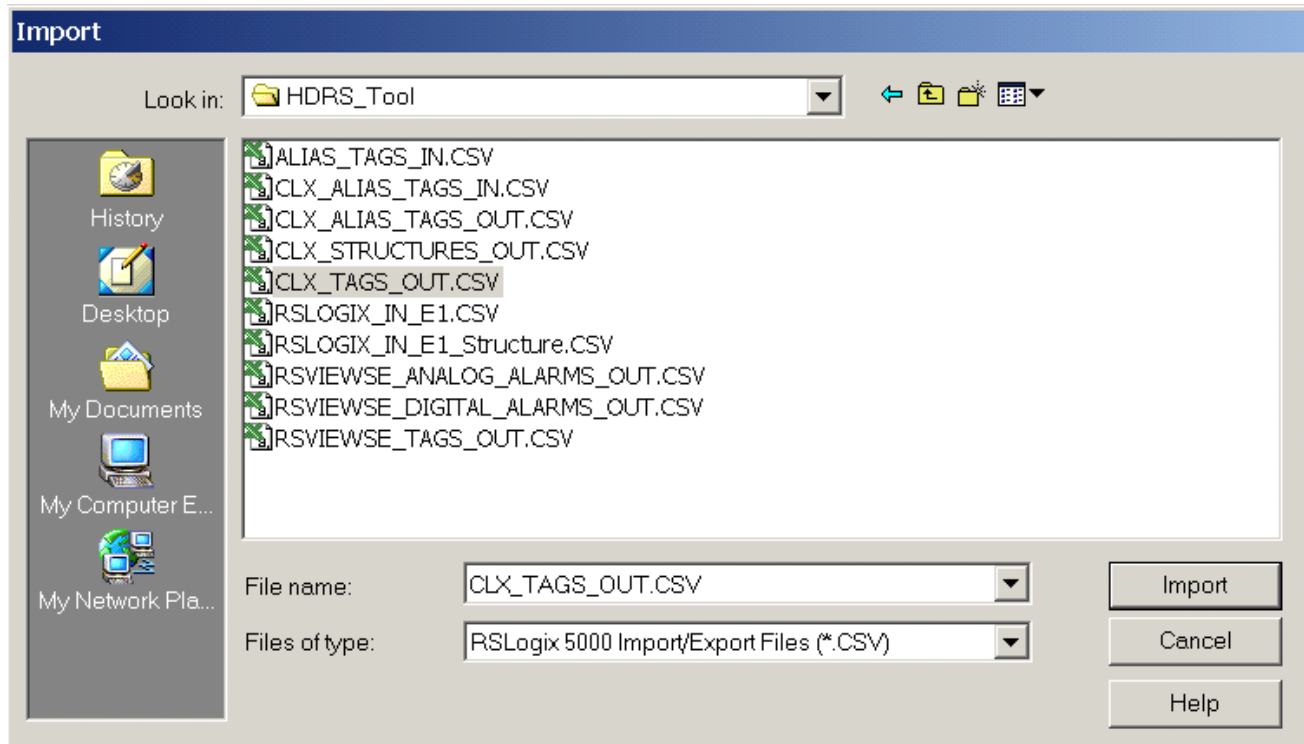 Import
Look in: HDRS_Tool
History
Desktop
My Documents
My Computer E...
My Network Pla...
ALIAS_TAGS_IN.CSV
CLX_ALIAS_TAGS_IN.CSV
CLX_ALIAS_TAGS_OUT.CSV
CLX_STRUCTURES_OUT.CSV
CLX_TAGS_OUT.CSV
RSLOGIX_IN_E1.CSV
RSLOGIX_IN_E1_Structure.CSV
RSVIEWSE_ANALOG_ALARMS_OUT.CSV
RSVIEWSE_DIGITAL_ALARMS_OUT.CSV
RSVIEWSE_TAGS_OUT.CSV
File name: CLX_TAGS_OUT.CSV Import
Files of type: RSLogix 5000 Import/Export Files (*.CSV) Cancel
Help